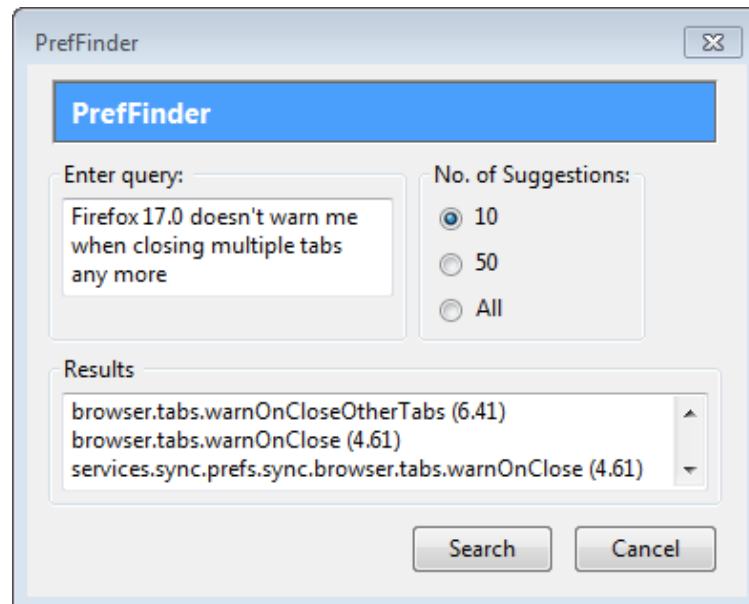 PrefFinder
PrefFinder
Enter query:
Firefox 17.0 doesn't warn me
when closing multiple tabs
any more
No. of Suggestions:
10
50
All
Results
browser.tabs.warnOnCloseOtherTabs (6.41)
browser.tabs.warnOnClose (4.61)
services.sync.prefs.sync.browser.tabs.warnOnClose (4.61)
Search
Cancel